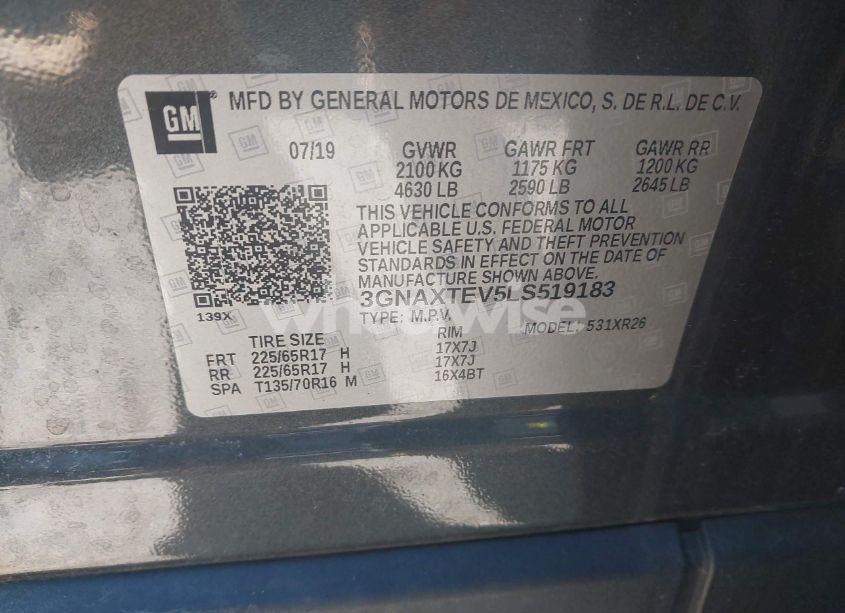 GM
MFD BY GENERAL MOTORS DE MEXICO, S. DE R.L. DE C.V.
07/19 GVWR GAWR FRT GAWR RR
2100 KG 1175 KG 1200 KG
4630 LB 2590 LB 2645 LB
THIS VEHICLE CONFORMS TO ALL
APPLICABLE U.S. FEDERAL MOTOR
VEHICLE SAFETY AND THEFT PREVENTION
STANDARDS IN EFFECT ON THE DATE OF
MANUFACTURE SHOWN ABOVE.
139X
3GNAXTEV5LS519183
TYPE: M.P.V. MODEL: 531XR26
TIRE SIZE RIM
FRT 225/65R17 H 17X7J
RR 225/65R17 H 17X7J
SPA T135/70R16 M 16X4BT